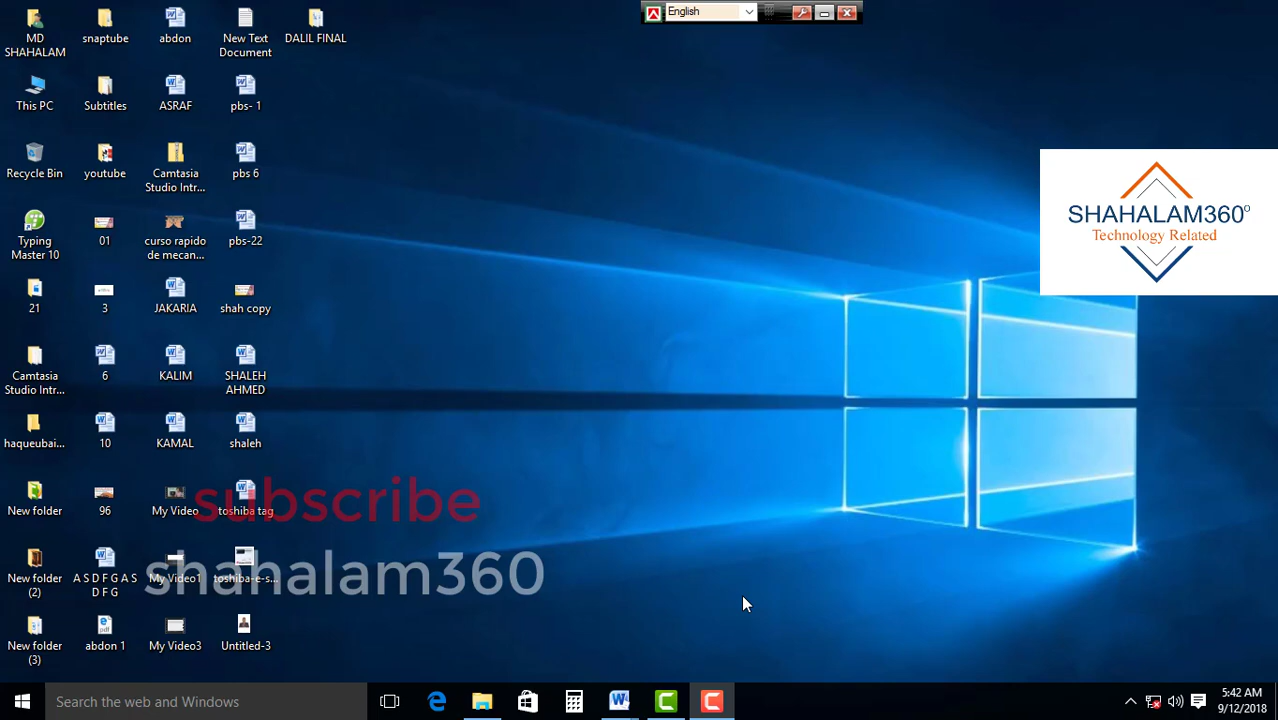 English
MD SHAHALAM
snaptube
abdon
New Text Document
DALIL FINAL
This PC
Subtitles
ASRAF
pbs- 1
Recycle Bin
youtube
Camtasia Studio Intr...
pbs 6
Typing Master 10
01
curso rapido de mecan...
pbs-22
21
3
JAKARIA
shah copy
Camtasia Studio Intr...
6
KALIM
SHALEH AHMED
haqueubai...
10
KAMAL
shaleh
New folder
96
My Video
toshiba tag
New folder (2)
A S D F G A S D F G
My Video1
toshiba-e-s...
New folder (3)
abdon 1
My Video3
Untitled-3
SHAHALAM360°
Technology Related
subscribe
shahalam360
Search the web and Windows
5:42 AM
9/12/2018